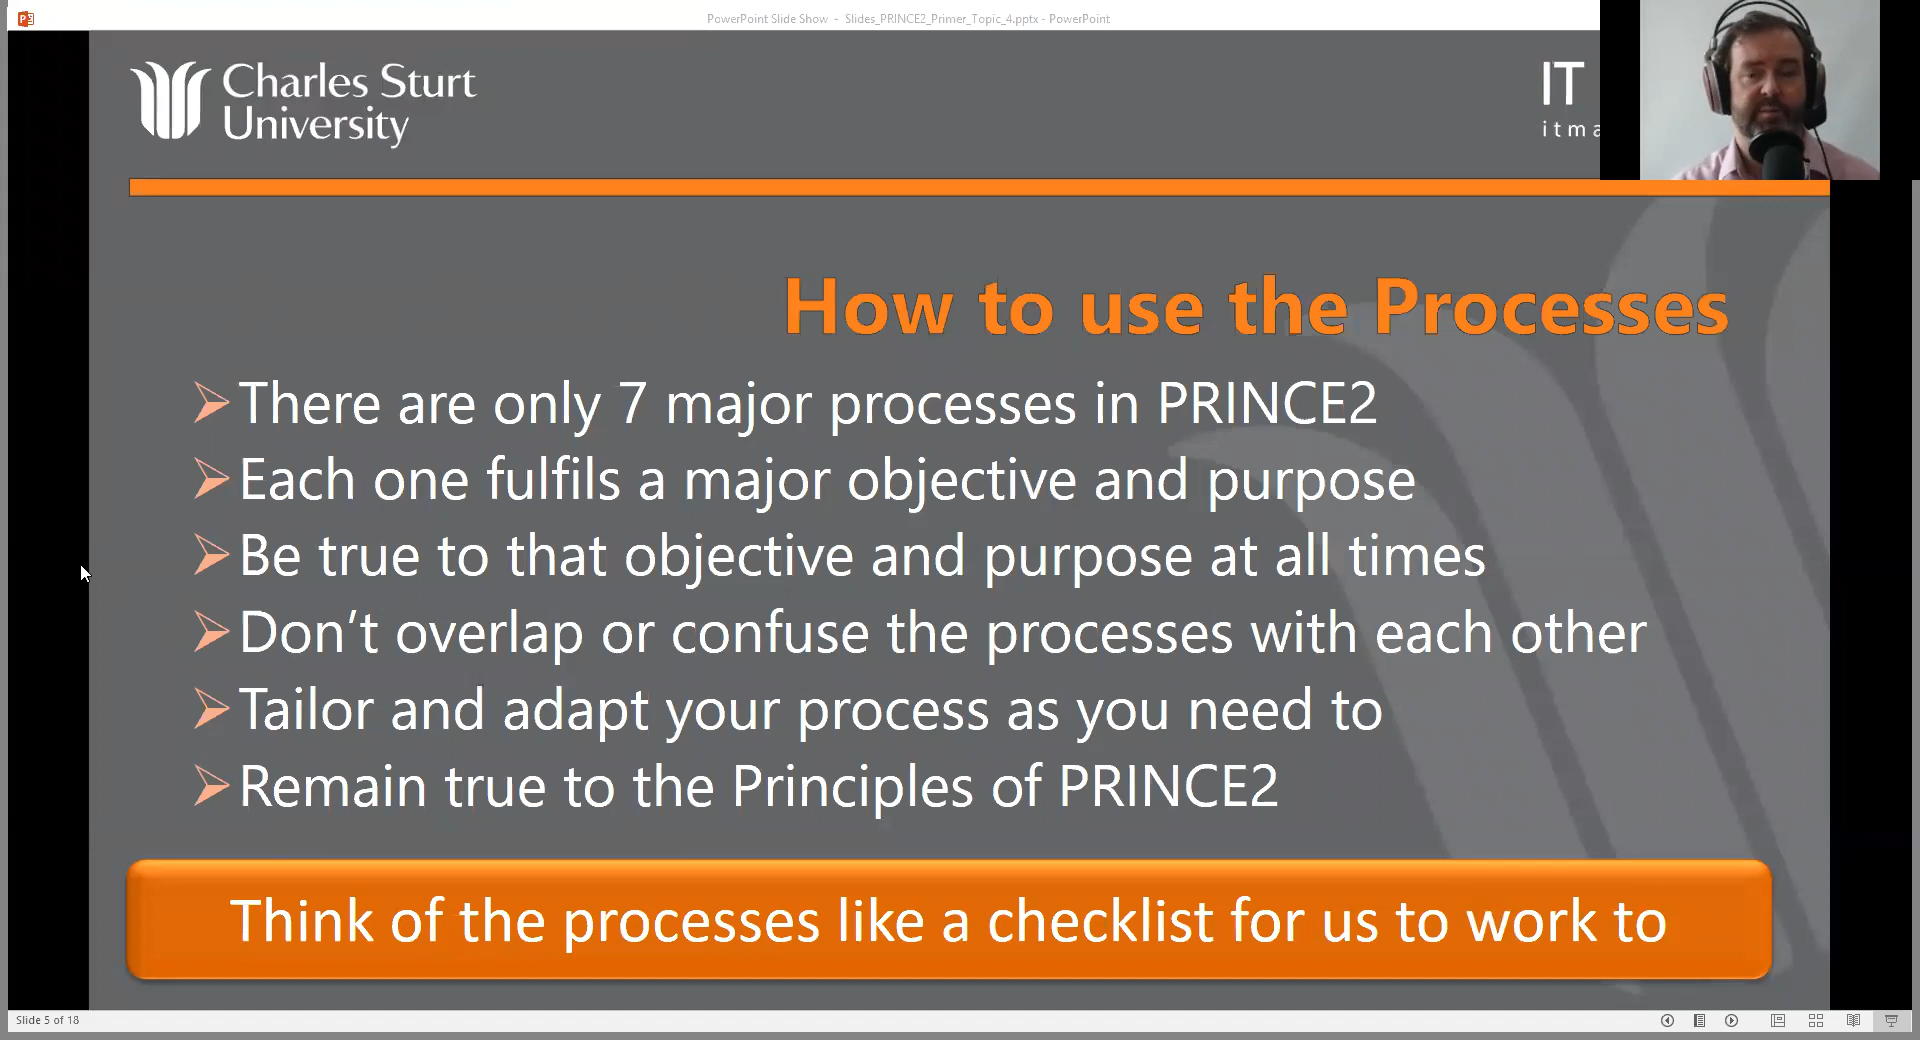 PowerPoint Slide Show - Slides_PRINCE2_Primer_Topic_4.pptx - PowerPoint
Charles Sturt
University
IT
itma
How to use the Processes
There are only 7 major processes in PRINCE2
Each one fulfils a major objective and purpose
Be true to that objective and purpose at all times
Don’t overlap or confuse the processes with each other
Tailor and adapt your process as you need to
Remain true to the Principles of PRINCE2
Think of the processes like a checklist for us to work to
Slide 5 of 18